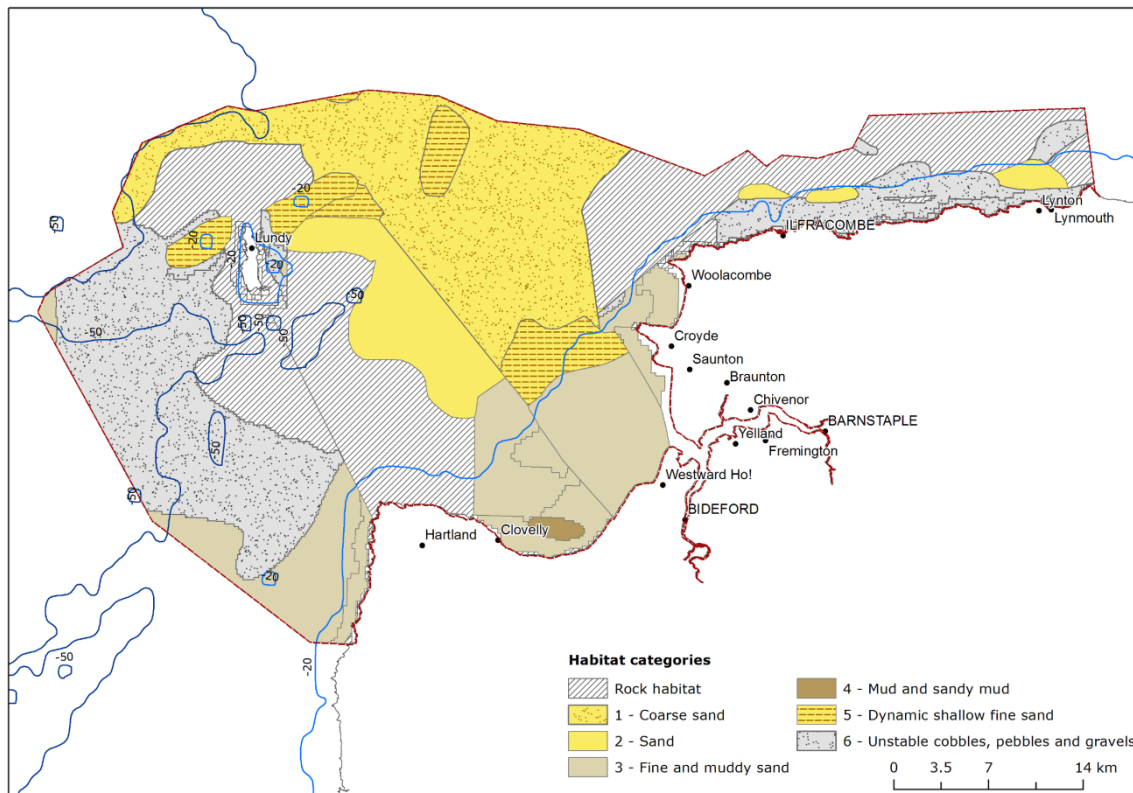 -20
-50
-20
Lundy
-20
-20
-50
-50
-50
-50
-50
-50
-50
-20
-20
-50
Lynton
Lynmouth
ILFRACOMBE
Woolacombe
Croyde
Saunton
Braunton
Chivenor
BARNSTAPLE
Yelland
Fremington
Westward Ho!
BIDEFORD
Hartland
Clovelly
Habitat categories
Rock habitat
1 - Coarse sand
2 - Sand
3 - Fine and muddy sand
4 - Mud and sandy mud
5 - Dynamic shallow fine sand
6 - Unstable cobbles, pebbles and gravels
0 3.5 7 14 km